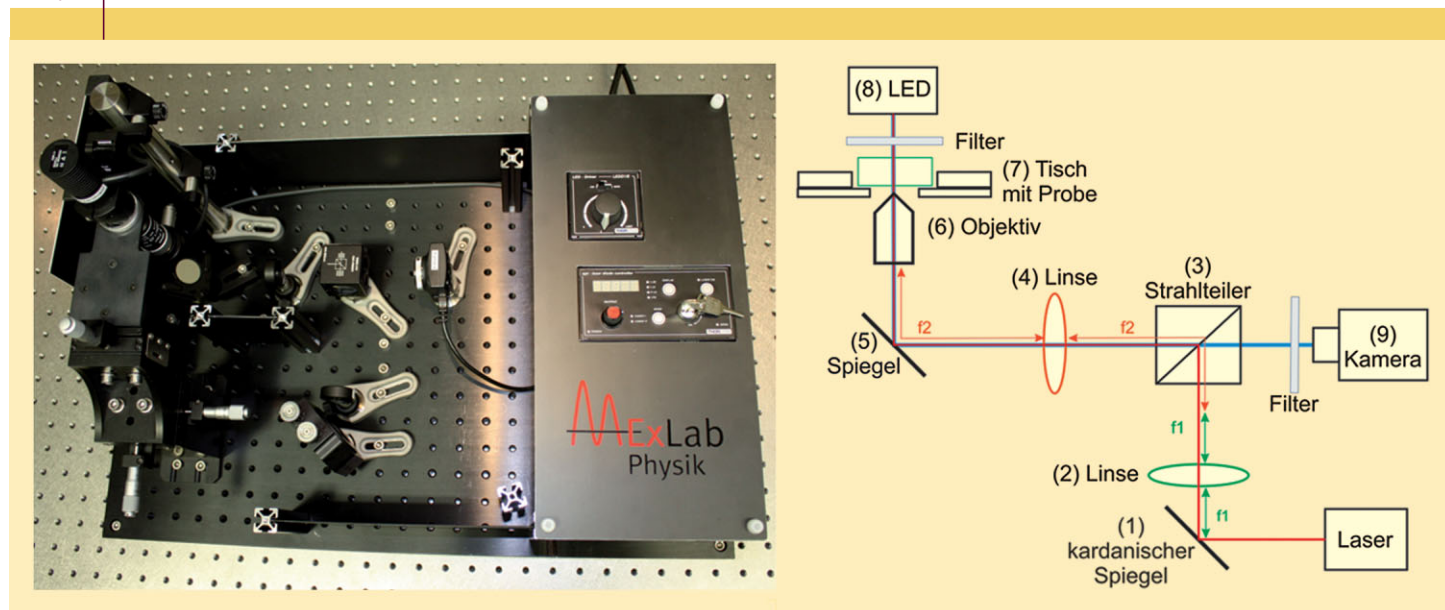 MExLab
Physik
(8) LED
Filter
(7) Tisch
mit Probe
(6) Objektiv
(4) Linse
(3)
Strahlteiler
f2
f2
(5)
Spiegel
(9)
Kamera
Filter
f1
(2) Linse
f1
(1)
kardanischer
Spiegel
Laser